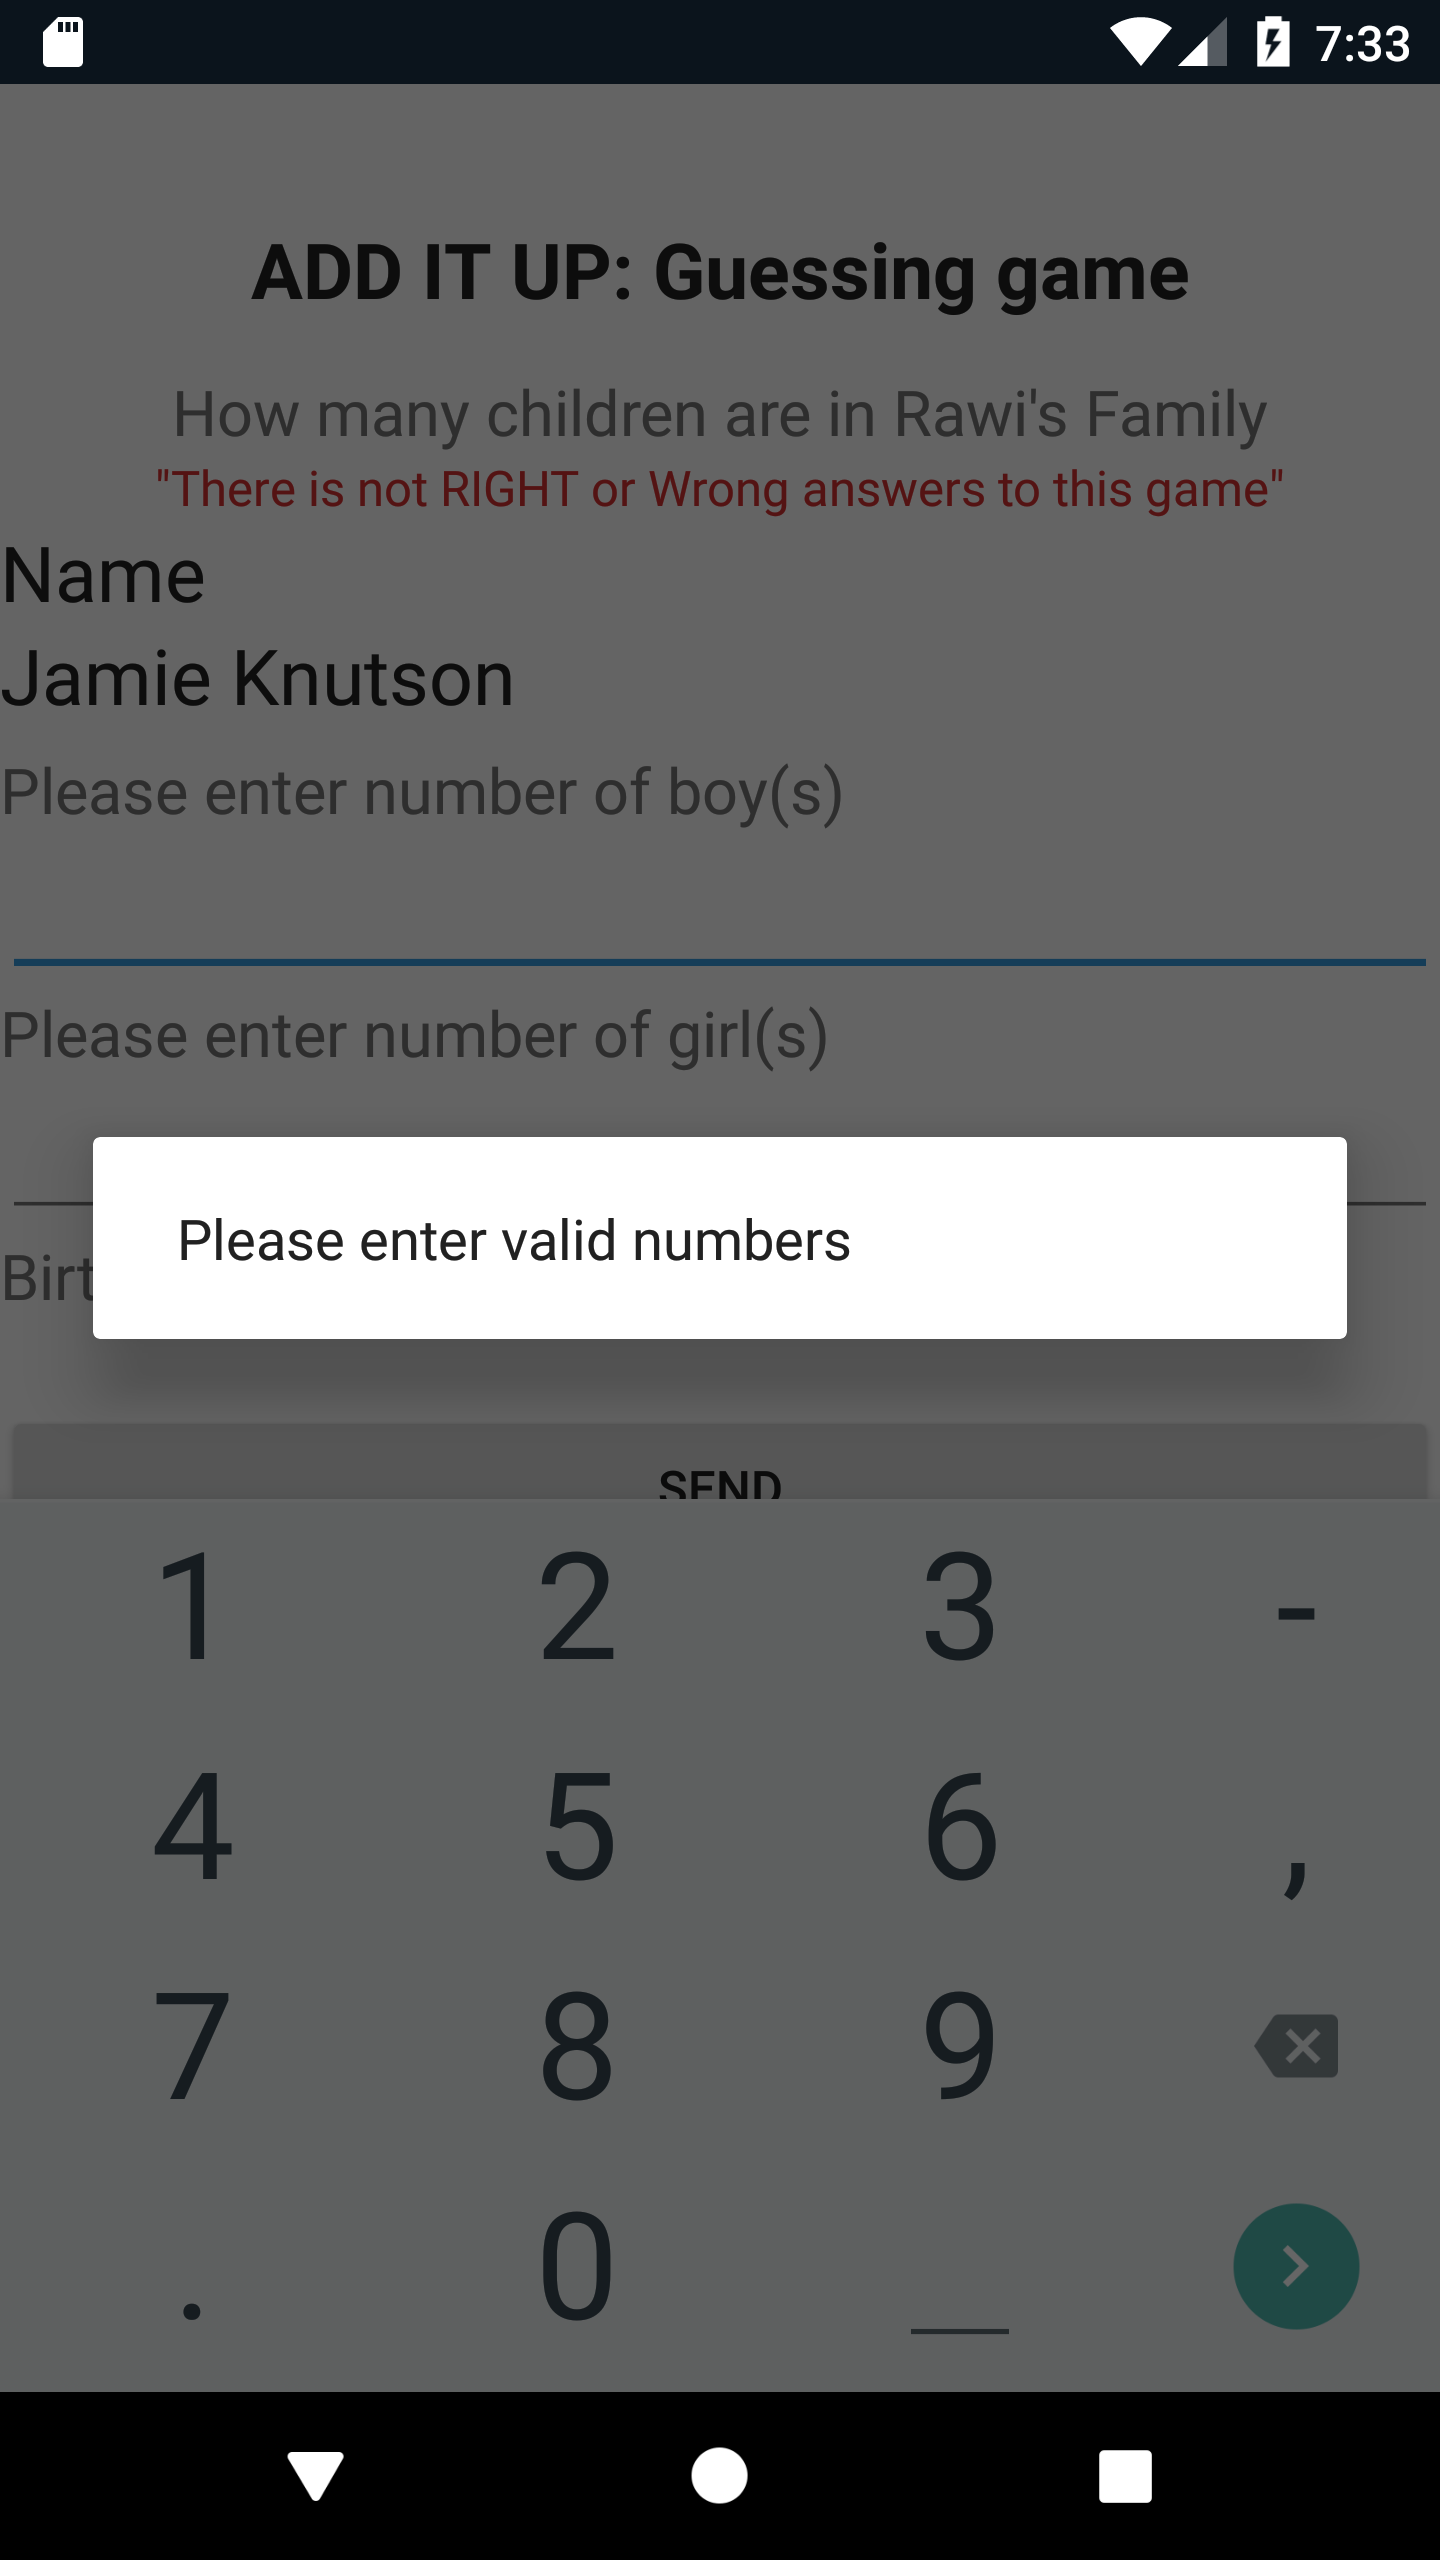 7:33
ADD IT UP: Guessing game
How many children are in Rawi's Family
"There is not RIGHT or Wrong answers to this game"
Name
Jamie Knutson
Please enter number of boy(s)
Please enter number of girl(s)
Please enter valid numbers
Birt
SEND
1 2 3 -
4 5 6 ,
7 8 9
. 0